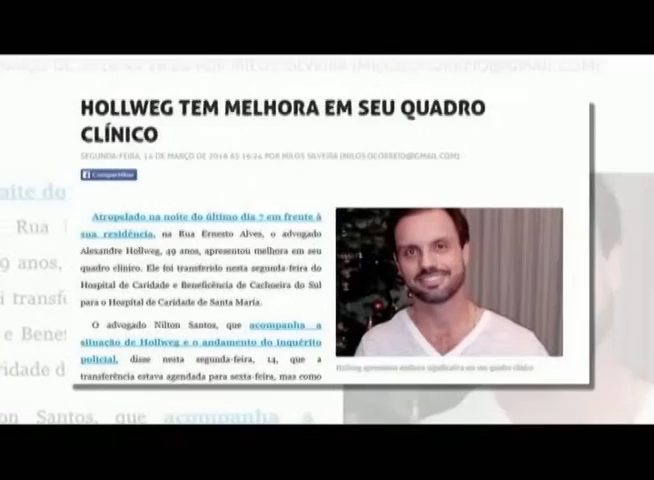 HOLLWEG TEM MELHORA EM SEU QUADRO
CLÍNICO
SEGUNDA-FEIRA, 14 DE MARÇO DE 2016 ÀS 16:24 POR MILOS SILVEIRA (MILOS.OCORREIO@GMAIL.COM)
Compartilhar
Atropelado na noite do último dia 7 em frente à
sua residência, na Rua Ernesto Alves, o advogado
Alexandre Hollweg, 49 anos, apresentou melhora em seu
quadro clínico. Ele foi transferido nesta segunda-feira do
Hospital de Caridade e Beneficência de Cachoeira do Sul
para o Hospital de Caridade de Santa Maria.
O advogado Nilton Santos, que acompanha a
situação de Hollweg e o andamento do inquérito
policial, disse nesta segunda-feira, 14, que a
transferência estava agendada para sexta-feira, mas como
Hollweg apresentou melhora significativa em seu quadro clínico